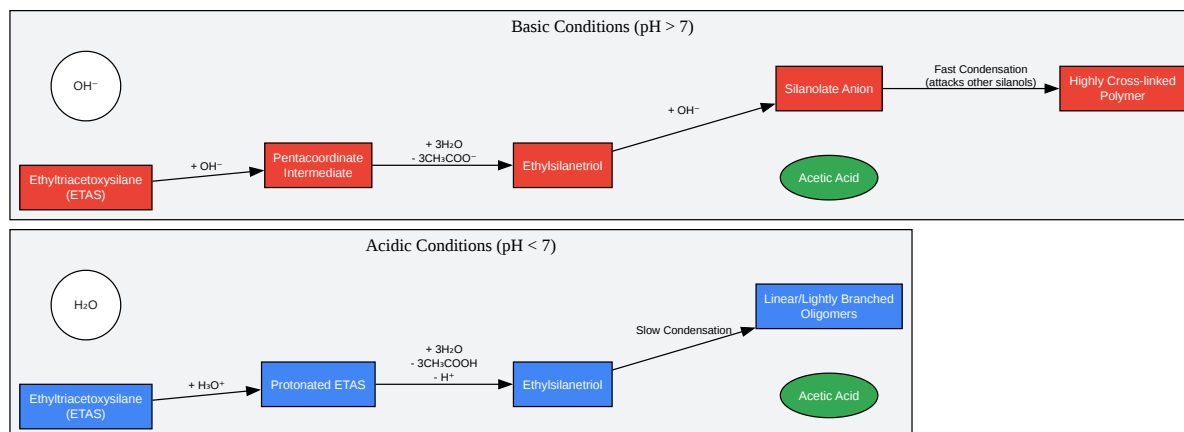 Basic Conditions (pH > 7)
OH⁻
Ethyltriacetoxysilane
(ETAS)
+ OH⁻
Pentacoordinate
Intermediate
+ 3H₂O
- 3CH₃COO⁻
Ethylsilanetriol
+ OH⁻
Silanolate Anion
Fast Condensation
(attacks other silanols)
Highly Cross-linked
Polymer
Acetic Acid
Acidic Conditions (pH < 7)
H₂O
Ethyltriacetoxysilane
(ETAS)
+ H₃O⁺
Protonated ETAS
+ 3H₂O
- 3CH₃COOH
- H⁺
Ethylsilanetriol
Slow Condensation
Linear/Lightly Branched
Oligomers
Acetic Acid